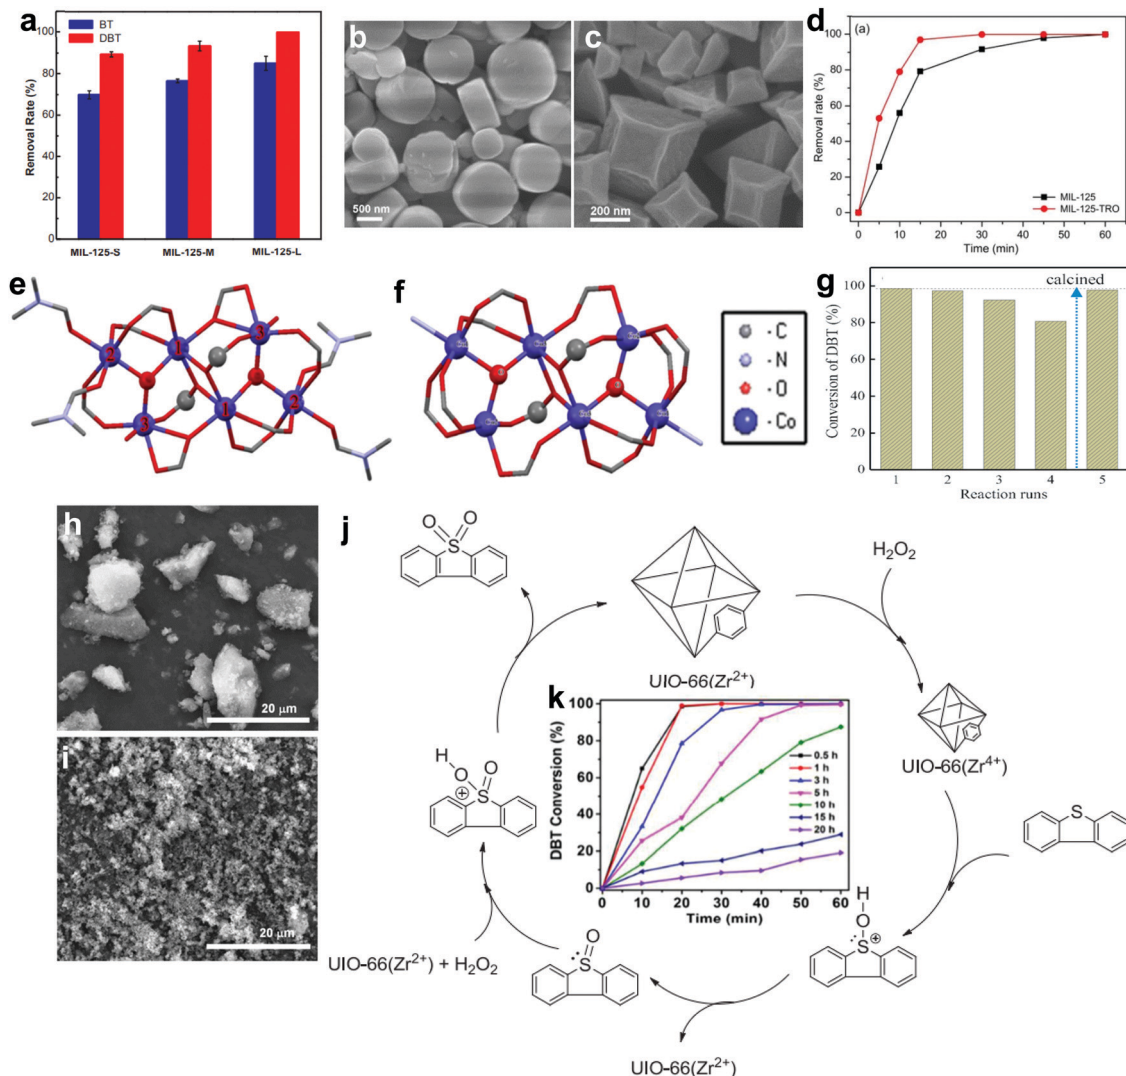 a
BT
DBT
Removal Rate (%)
100
80
60
40
20
0
MIL-125-S
MIL-125-M
MIL-125-L
b
500 nm
c
200 nm
d
(a)
Removal rate (%)
100
80
60
40
20
0
MIL-125
MIL-125-TRO
0
10
20
30
40
50
60
Time (min)
e
2
1
3
3
1
2
f
·C
·N
·O
·Co
g
calcined
Conversion of DBT (%)
100
80
60
40
20
0
1
2
3
4
5
Reaction runs
h
20 µm
i
20 µm
j
O
O
S
UIO-66(Zr2+)
H2O2
UIO-66(Zr4+)
S
H
O
S
+
UIO-66(Zr2+)
O
S
UIO-66(Zr2+) + H2O2
HO
O
S
+
k
DBT Conversion (%)
100
80
60
40
20
0
0.5 h
1 h
3 h
5 h
10 h
15 h
20 h
0
10
20
30
40
50
60
Time (min)